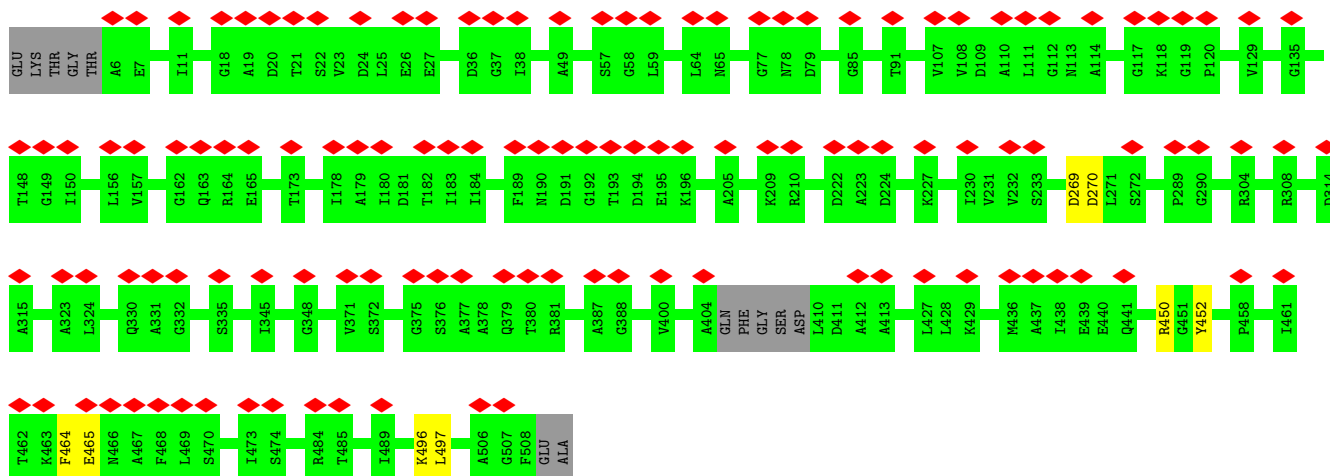 GLU LYS THR GLY THR A6 E7 I11 G18 A19 D20 T21 S22 V23 D24 L25 E26 E27 D36 G37 I38 A49 S57 G58 L59 L64 N65 G77 N78 D79 G85 T91 V107 V108 D109 A110 L111 G112 N113 A114 G117 K118 G119 P120 V129 G135
T148 G149 I150 L156 V157 G162 Q163 R164 E165 T173 I178 A179 I180 D181 T182 I183 I184 F189 N190 D191 G192 T193 D194 E195 K196 A205 K209 R210 D222 A223 D224 K227 I230 V231 V232 S233 D269 D270 L271 S272 P289 G290 R304 R308 D314
A315 A323 L324 Q330 A331 G332 S335 I345 G348 V371 S372 G375 S376 A377 A378 Q379 T380 R381 A387 G388 V400 A404 GLN PHE GLY SER ASP L410 D411 A412 A413 L427 L428 K429 M436 A437 I438 E439 E440 Q441 R450 G451 Y452 P458 I461
T462 K463 F464 E465 N466 A467 F468 L469 S470 I473 S474 R484 T485 I489 K496 L497 A506 G507 F508 GLU ALA